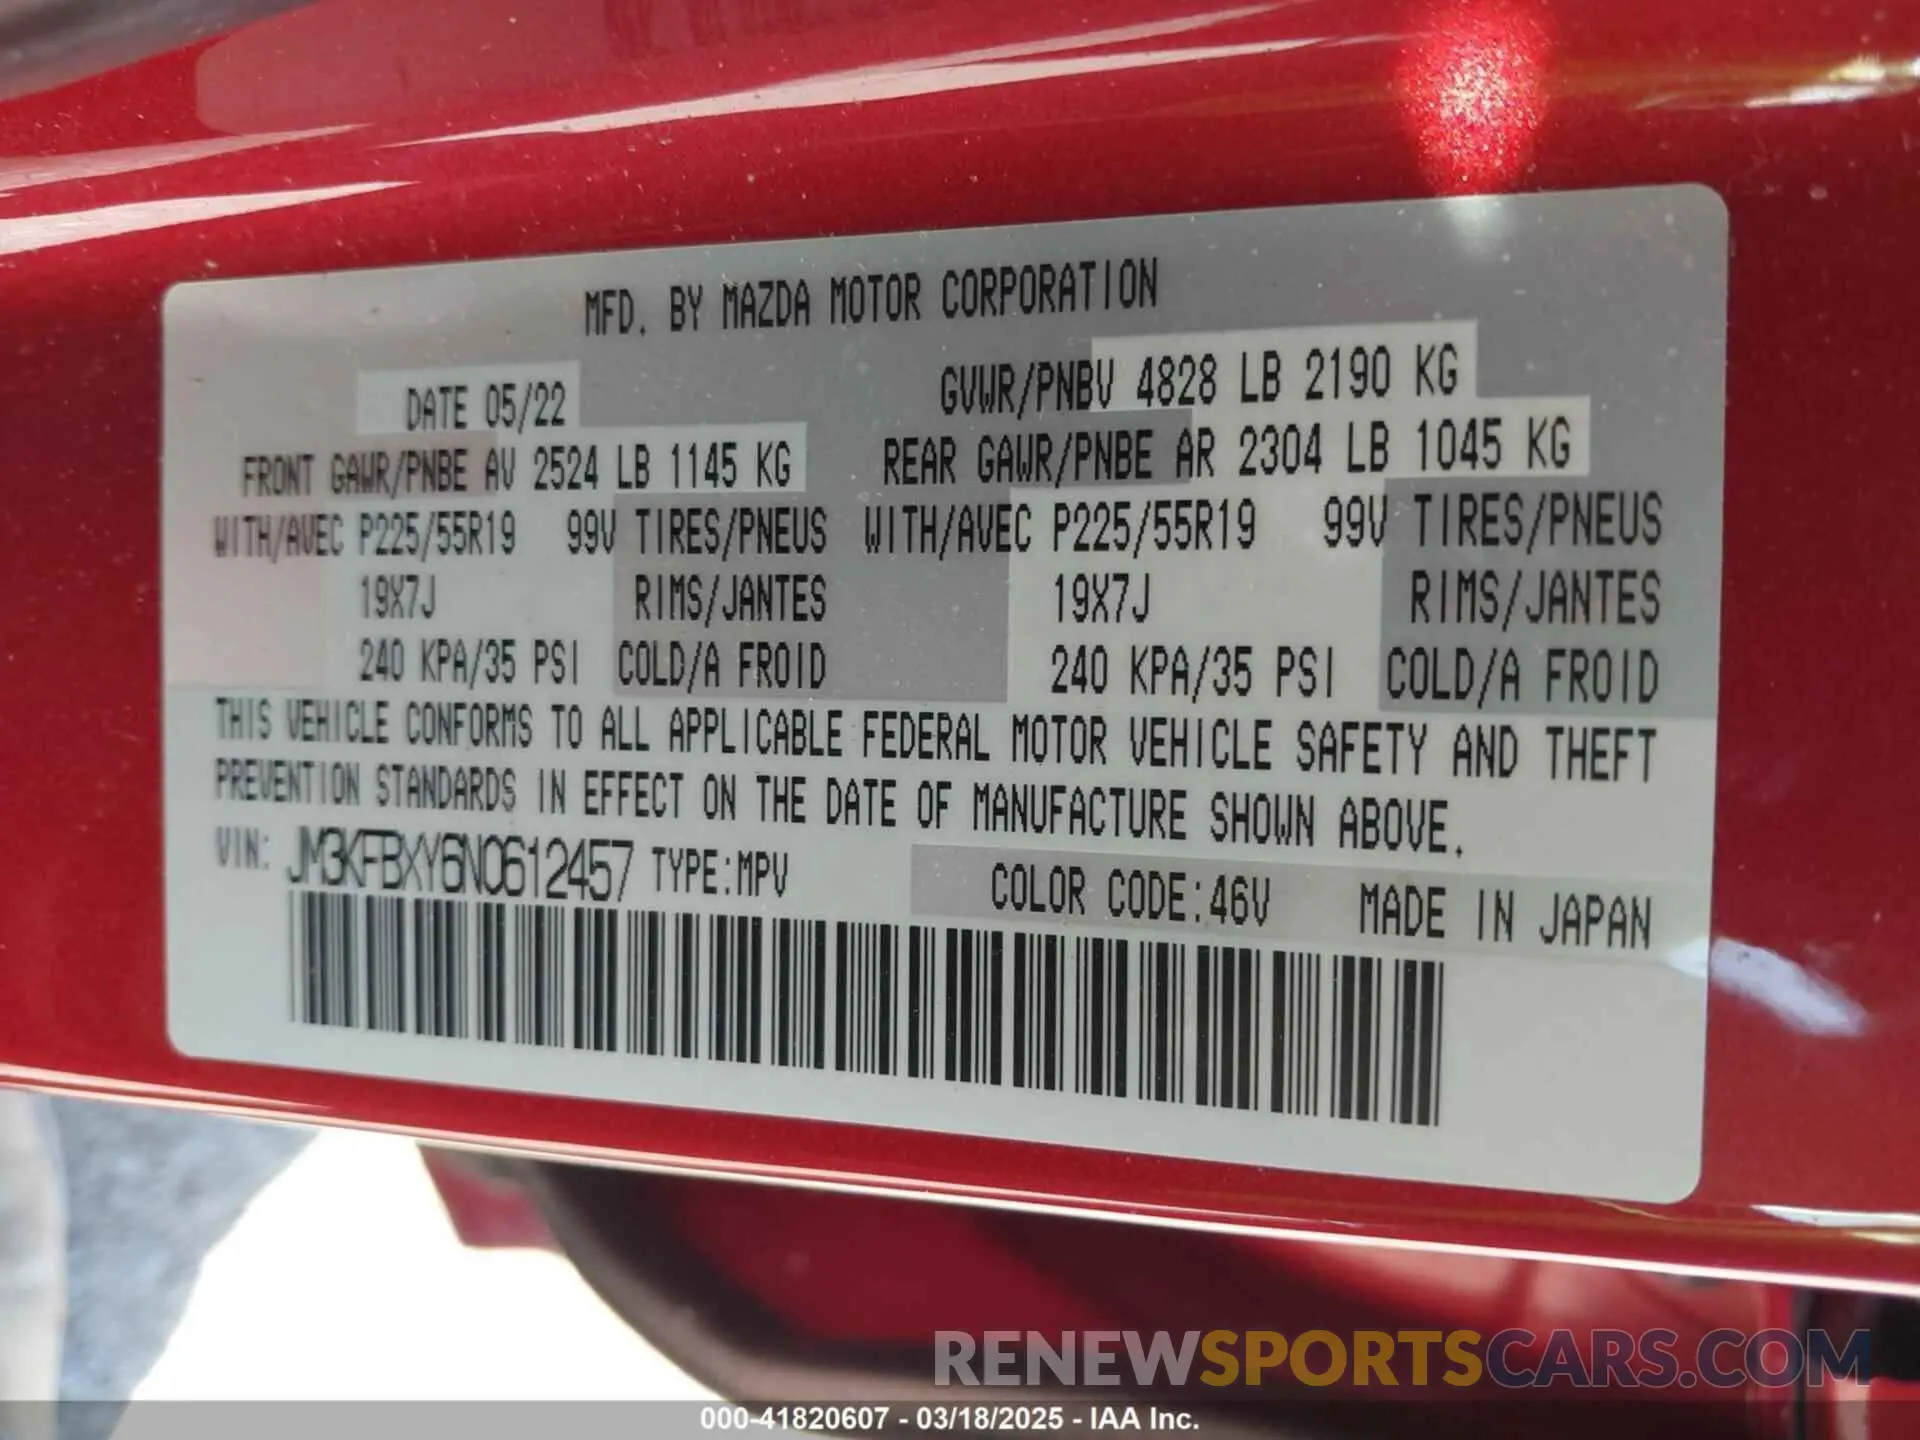 MFD. BY MAZDA MOTOR CORPORATION
DATE 05/22 GVWR/PNBV 4828 LB 2190 KG
FRONT GAWR/PNBE AV 2524 LB 1145 KG REAR GAWR/PNBE AR 2304 LB 1045 KG
WITH/AVEC P225/55R19 99V TIRES/PNEUS WITH/AVEC P225/55R19 99V TIRES/PNEUS
19X7J RIMS/JANTES 19X7J RIMS/JANTES
240 KPA/35 PSI COLD/A FROID 240 KPA/35 PSI COLD/A FROID
THIS VEHICLE CONFORMS TO ALL APPLICABLE FEDERAL MOTOR VEHICLE SAFETY AND THEFT
PREVENTION STANDARDS IN EFFECT ON THE DATE OF MANUFACTURE SHOWN ABOVE.
VIN: JM3KFBXY6N0612457 TYPE:MPV COLOR CODE:46V MADE IN JAPAN
RENEWSPORTSCARS.COM
000-41820607 - 03/18/2025 - IAA Inc.